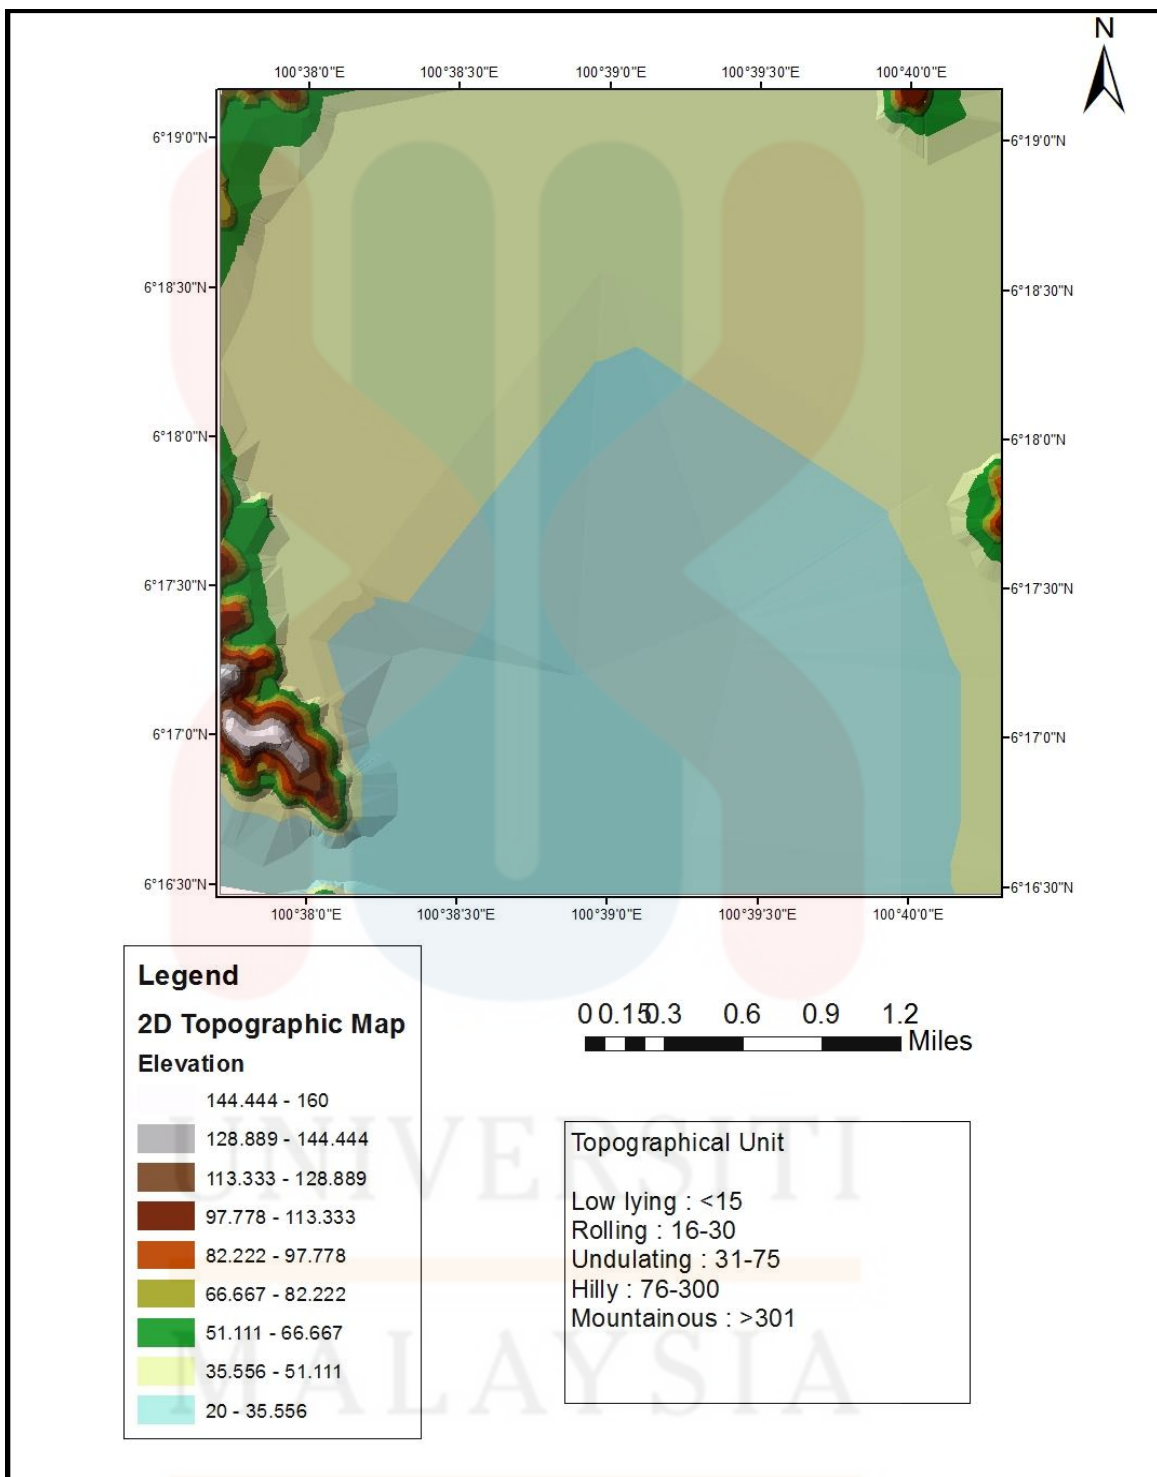 N
100°38'0"E 100°38'30"E 100°39'0"E 100°39'30"E 100°40'0"E
6°19'0"N 6°19'0"N
6°18'30"N 6°18'30"N
6°18'0"N 6°18'0"N
6°17'30"N 6°17'30"N
6°17'0"N 6°17'0"N
6°16'30"N 6°16'30"N
100°38'0"E 100°38'30"E 100°39'0"E 100°39'30"E 100°40'0"E
Legend
2D Topographic Map
Elevation
144.444 - 160
128.889 - 144.444
113.333 - 128.889
97.778 - 113.333
82.222 - 97.778
66.667 - 82.222
51.111 - 66.667
35.556 - 51.111
20 - 35.556
0 0.15 0.3 0.6 0.9 1.2
Miles
Topographical Unit
Low lying : <15
Rolling : 16-30
Undulating : 31-75
Hilly : 76-300
Mountainous : >301
UNIVERSITI
MALAYSIA